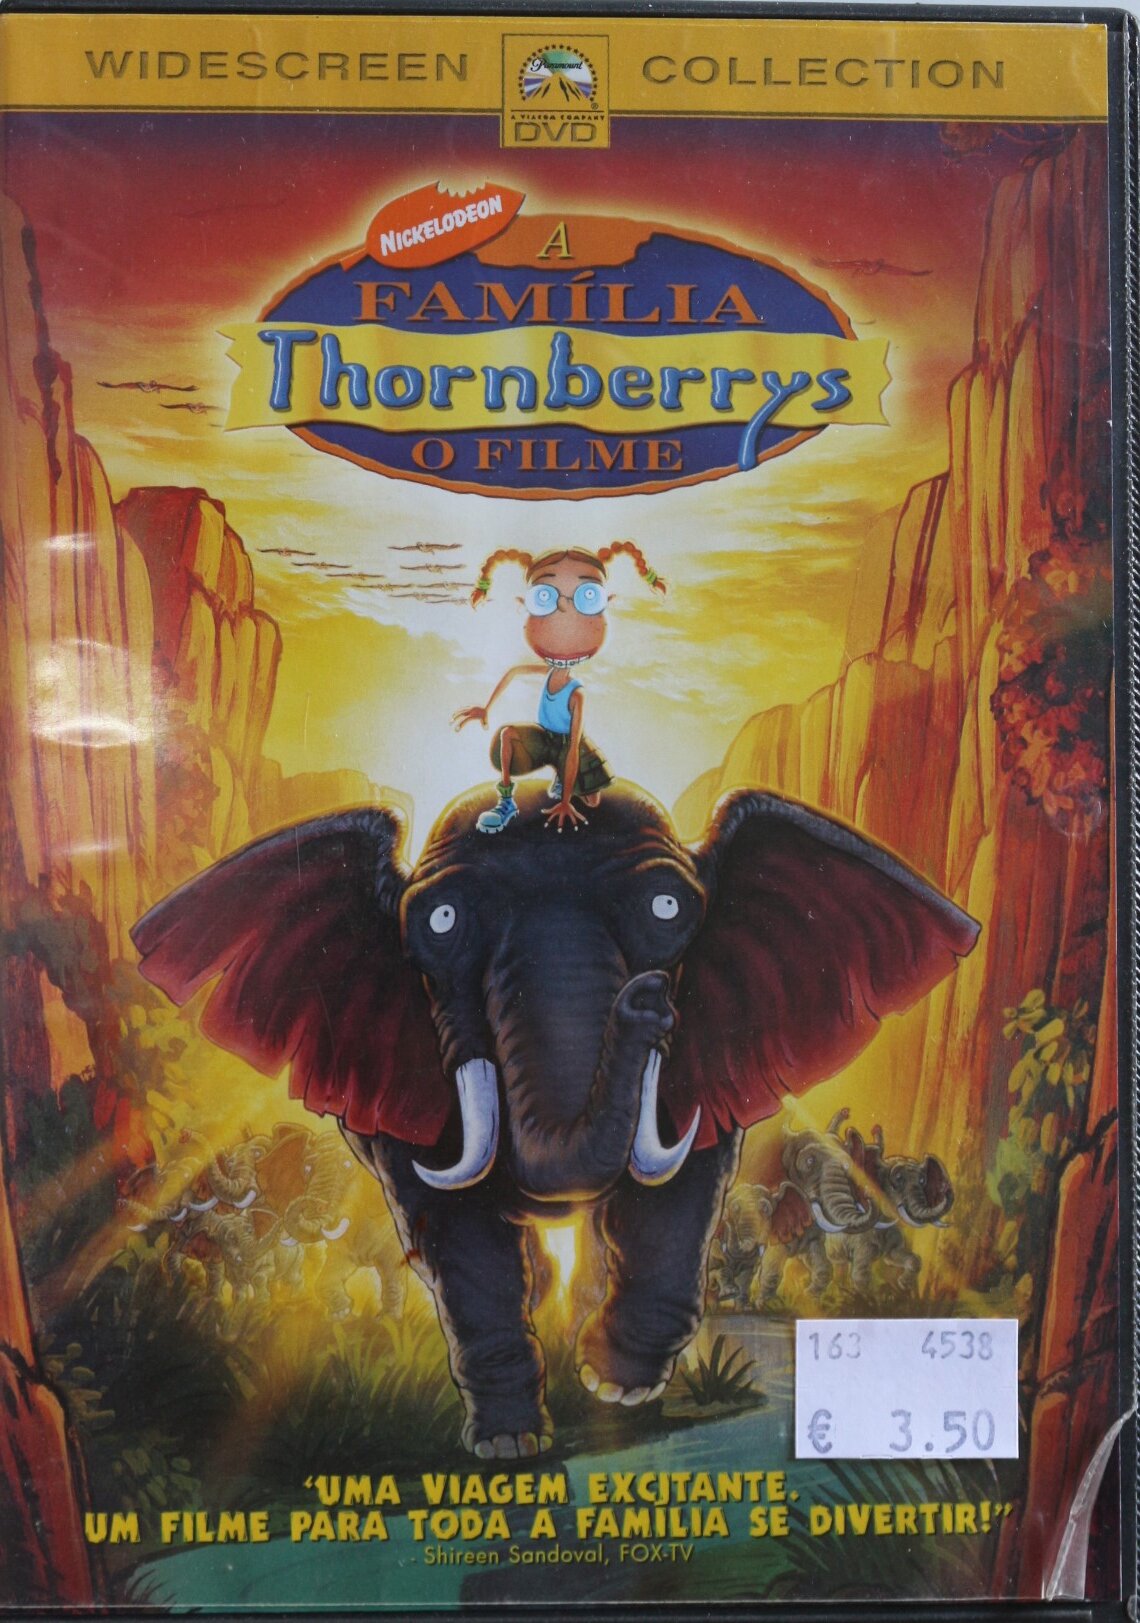 WIDESCREEN COLLECTION
Paramount
A VIACOM COMPANY
DVD
NICKELODEON
A
FAMÍLIA
Thornberrys
O FILME
163 4538
€ 3.50
"UMA VIAGEM EXCITANTE.
UM FILME PARA TODA A FAMÍLIA SE DIVERTIR!"
- Shireen Sandoval, FOX-TV